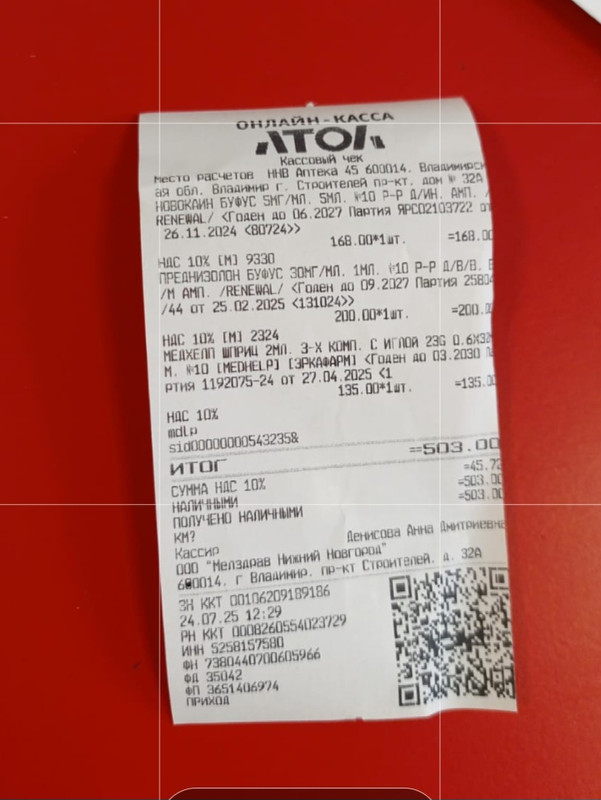 ОНЛАЙН-КАССА
АТОЛ
Кассовый чек
Место расчетов ННВ Аптека 45 600014. Владимирск
ая обл. Владимир г. Строителей пр-кт. дом № 32А
НОВОКАИН БУФУС 5МГ/МЛ. 5МЛ. №10 Р-Р Д/ИН. АМП. /
RENEWAL/ <Годен до 06.2027 Партия ЯРС02103722 от
26.11.2024 <80724>>
168.00*1шт. =168.00
НДС 10% [М] 9330
ПРЕДНИЗОЛОН БУФУС 30МГ/МЛ. 1МЛ. №10 Р-Р Д/В/В. В
/М АМП. /RENEWAL/ <Годен до 09.2027 Партия 25804
/44 от 25.02.2025 <131024>>
200.00*1шт. =200.0
НДС 10% [М] 2324
МЕДХЕЛП ШПРИЦ 2МЛ. 3-Х КОМП. С ИГЛОЙ 23G 0.6X32М
М. №10 [MEDHELP] [ЭРКАФАРМ] <Годен до 03.2030 П
ртия 1192075-24 от 27.04.2025 <1
135.00*1шт. =135.0
НДС 10%
mdlp
sid00000000543235&
ИТОГ =503.00
СУММА НДС 10% =45.72
НАЛИЧНЫМИ =503.00
ПОЛУЧЕНО НАЛИЧНЫМИ =503.00
КМ?
Кассир Денисова Анна Дмитриевна
ООО "Мелздрав Нижний Новгород"
600014. г Владимир. пр-кт Строителей. д. 32А
ЗН ККТ 00106209189186
24.07.25 12:29
РН ККТ 0008260554023729
ИНН 5258157580
ФН 7380440700605966
ФД 35042
ФП 3651406974
ПРИХОД